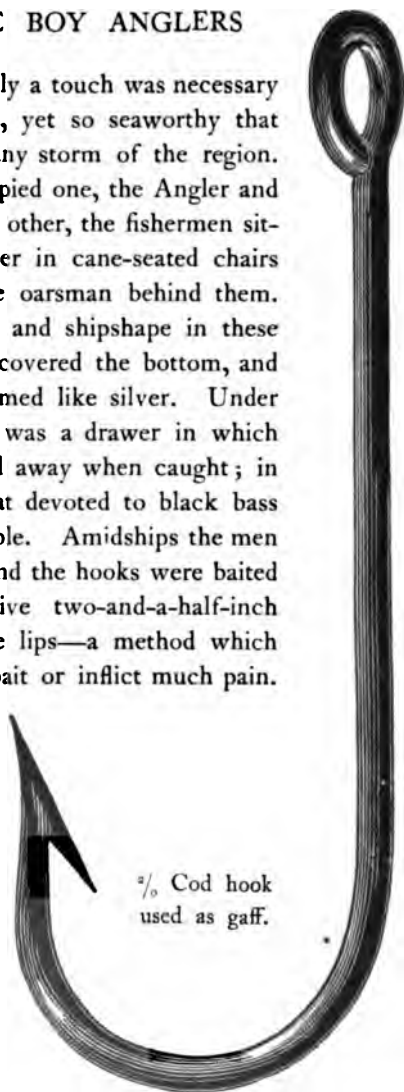 BOY ANGLERS
ly a touch was necessary
, yet so seaworthy that
ny storm of the region.
pied one, the Angler and
other, the fishermen sit-
er in cane-seated chairs
e oarsman behind them.
and shipshape in these
covered the bottom, and
med like silver. Under
was a drawer in which
l away when caught; in
at devoted to black bass
ole. Amidships the men
nd the hooks were baited
ive two-and-a-half-inch
e lips—a method which
bait or inflict much pain.
2/0 Cod hook
used as gaff.